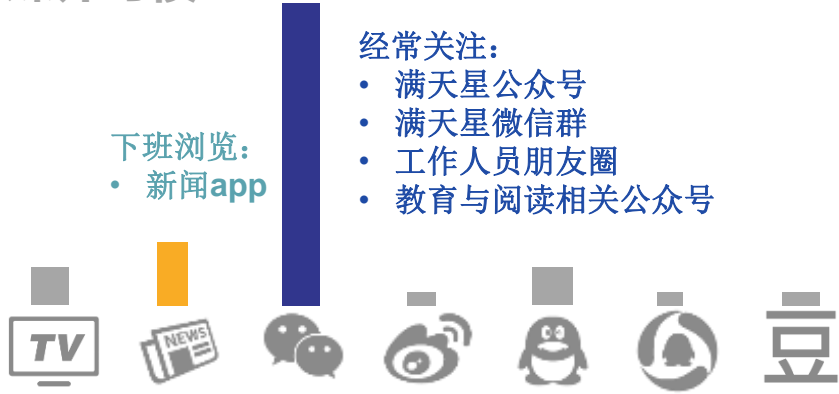 经常关注：
• 满天星公众号
• 满天星微信群
• 工作人员朋友圈
• 教育与阅读相关公众号
下班浏览：
• 新闻app
TV
NEWS
豆